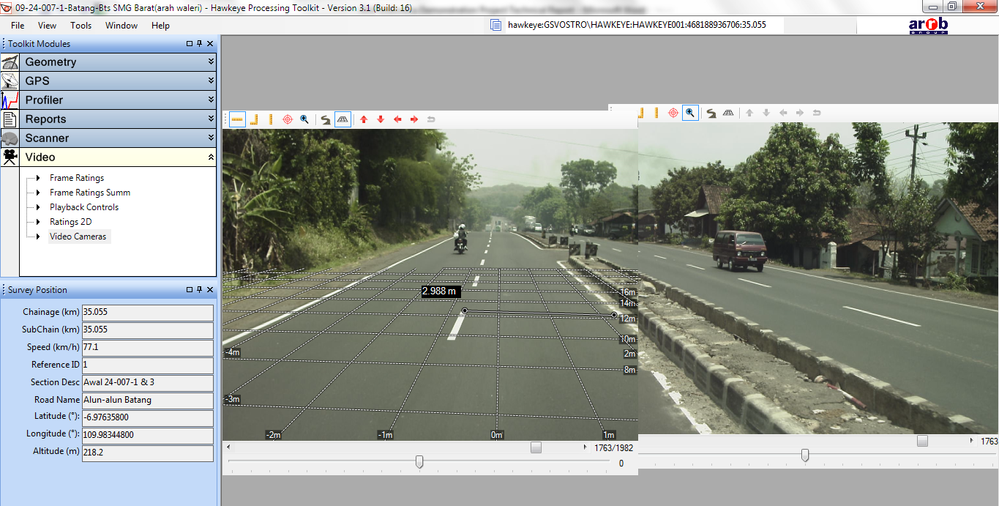 09-24-007-1-Batang-Bts SMG Barat(arah waleri) - Hawkeye Processing Toolkit - Version 3.1 (Build: 16)
File View Tools Window Help
hawkeye:GSVOSTRO\HAWKEYE:HAWKEYE001:468188936706:35.055
arrb
GROUP
Toolkit Modules
Geometry
GPS
Profiler
Reports
Scanner
Video
Frame Ratings
Frame Ratings Summ
Playback Controls
Ratings 2D
Video Cameras
Survey Position
Chainage (km) 35.055
SubChain (km) 35.055
Speed (km/h) 77.1
Reference ID 1
Section Desc Awal 24-007-1 & 3
Road Name Alun-alun Batang
Latitude (°): -6.97635800
Longitude (°): 109.98344800
Altitude (m) 218.2
2.988 m
16m
14m
12m
10m
2m
8m
-4m
-3m
-2m -1m 0m 1m
1763/1982
0
1763